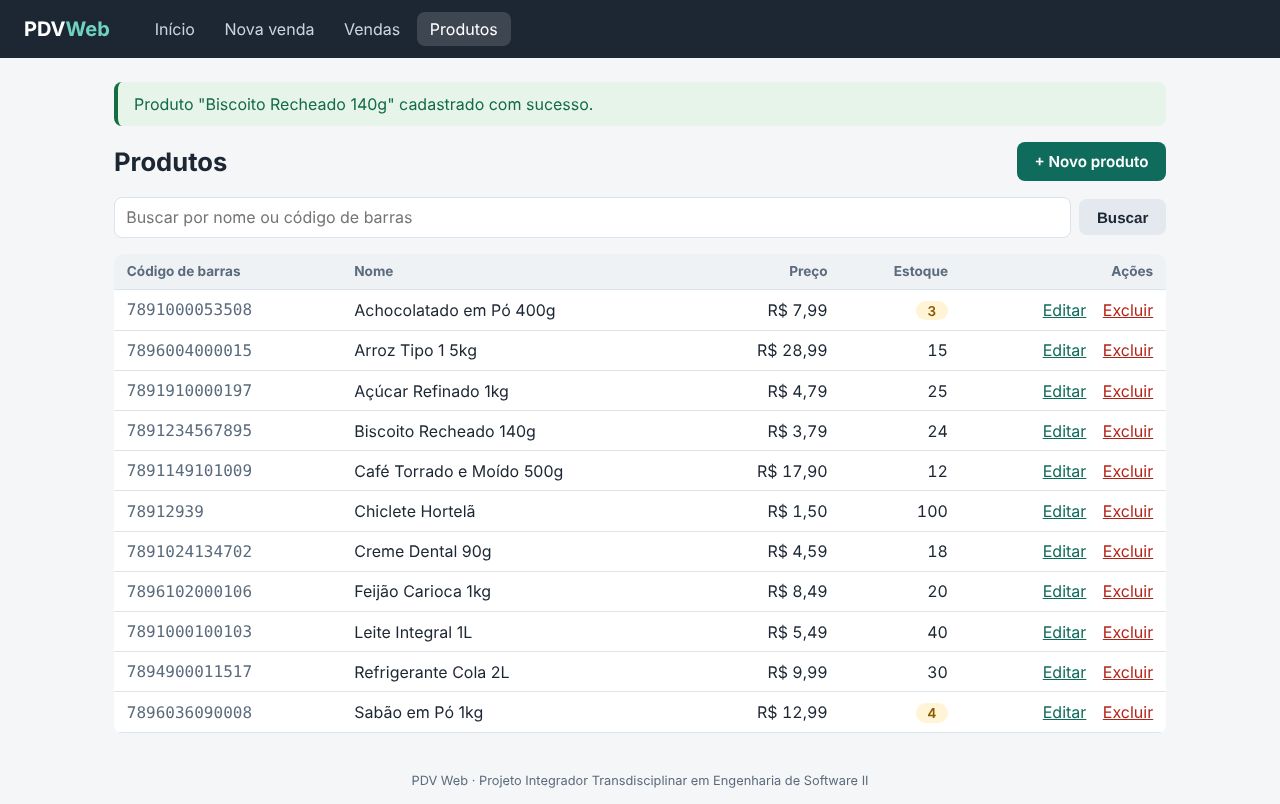 PDVWeb Início Nova venda Vendas Produtos
Produto "Biscoito Recheado 140g" cadastrado com sucesso.
Produtos + Novo produto
Buscar por nome ou código de barras Buscar
Código de barras Nome Preço Estoque Ações
7891000053508 Achocolatado em Pó 400g R$ 7,99 3 Editar Excluir
7896004000015 Arroz Tipo 1 5kg R$ 28,99 15 Editar Excluir
7891910000197 Açúcar Refinado 1kg R$ 4,79 25 Editar Excluir
7891234567895 Biscoito Recheado 140g R$ 3,79 24 Editar Excluir
7891149101009 Café Torrado e Moído 500g R$ 17,90 12 Editar Excluir
78912939 Chiclete Hortelã R$ 1,50 100 Editar Excluir
7891024134702 Creme Dental 90g R$ 4,59 18 Editar Excluir
7896102000106 Feijão Carioca 1kg R$ 8,49 20 Editar Excluir
7891000100103 Leite Integral 1L R$ 5,49 40 Editar Excluir
7894900011517 Refrigerante Cola 2L R$ 9,99 30 Editar Excluir
7896036090008 Sabão em Pó 1kg R$ 12,99 4 Editar Excluir
PDV Web · Projeto Integrador Transdisciplinar em Engenharia de Software II